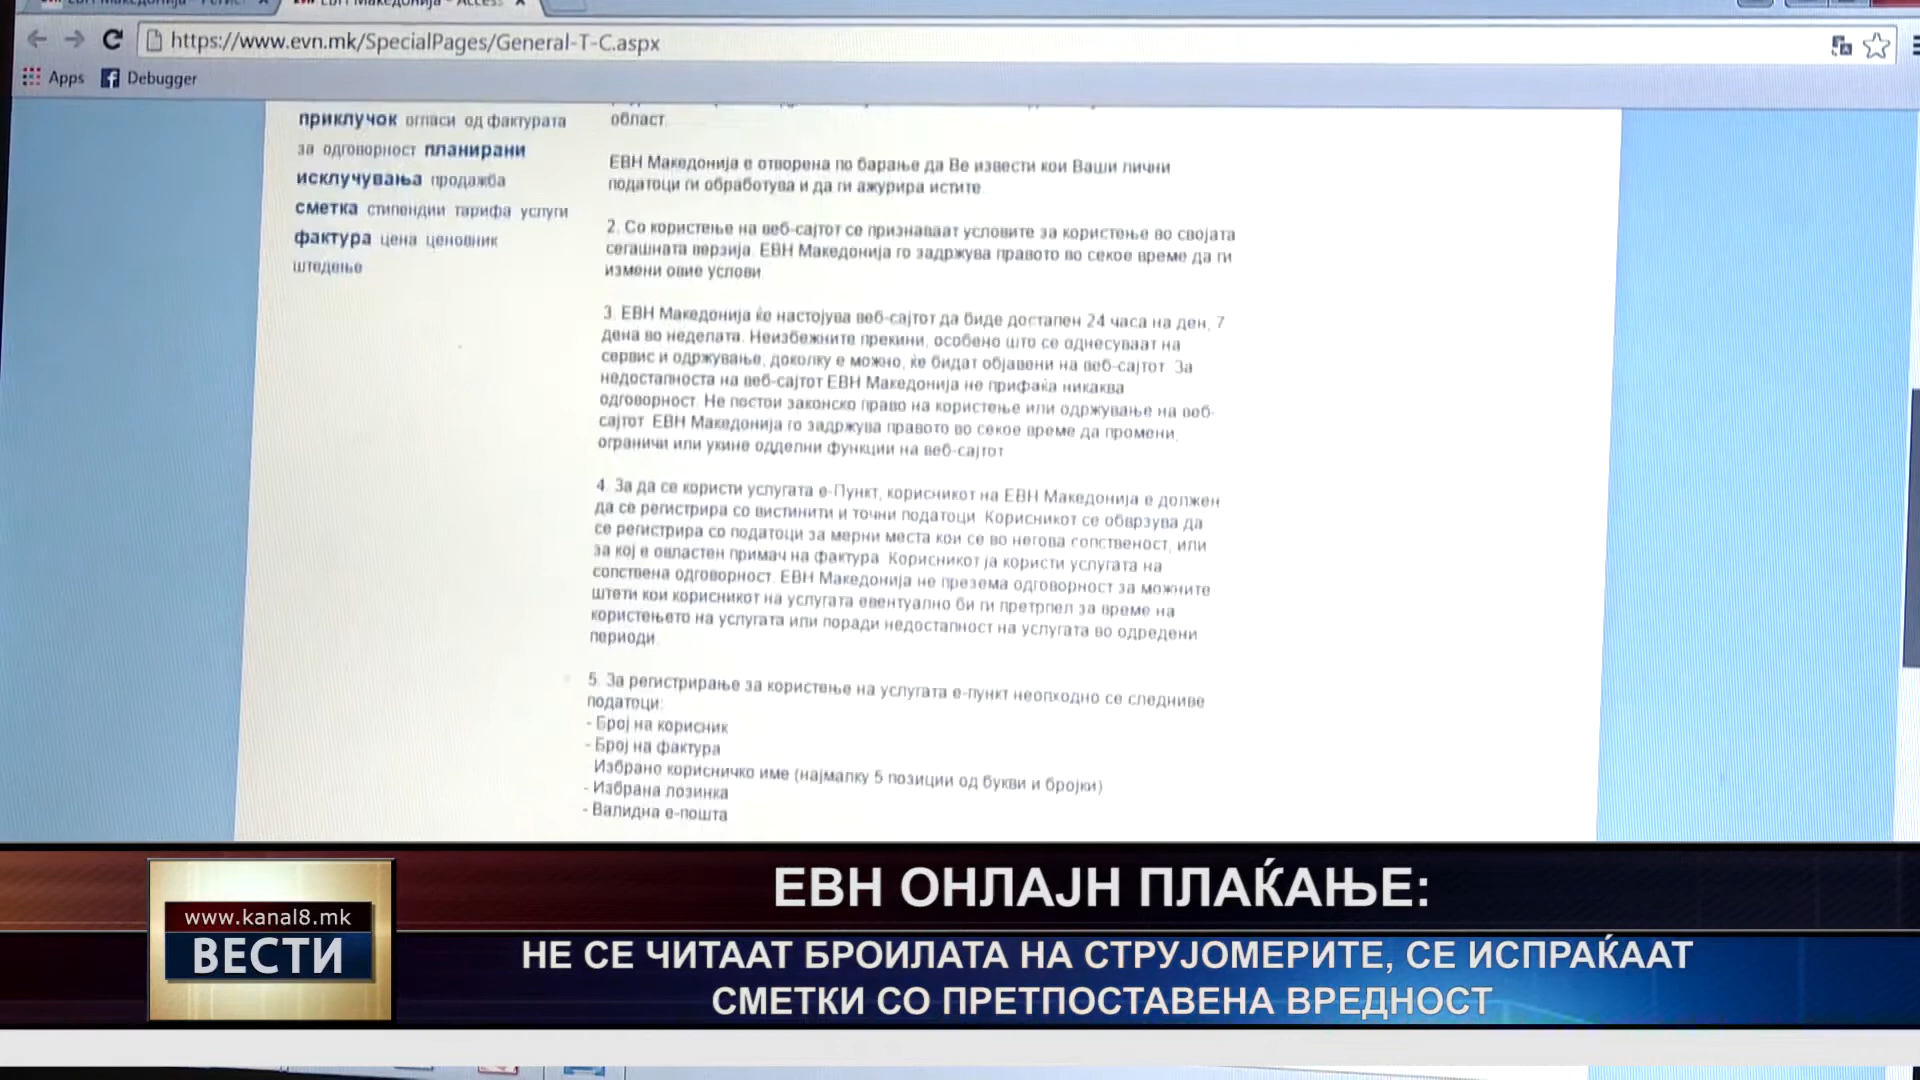 https://www.evn.mk/SpecialPages/General-T-C.aspx
Apps Debugger
приклучок огласи од фактурата
за одговорност планирани
исклучувања продажба
сметка стипендии тарифа услуги
фактура цена ценовник
штедење
област.
ЕВН Македонија е отворена по барање да Ве извести кои Ваши лични
податоци ги обработува и да ги ажурира истите.
2. Со користење на веб-сајтот се признаваат условите за користење во својата
сегашната верзија. ЕВН Македонија го задржува правото во секое време да ги
измени овие услови.
3. ЕВН Македонија ќе настојува веб-сајтот да биде достапен 24 часа на ден, 7
дена во неделата. Неизбежните прекини, особено што се однесуваат на
сервис и одржување, доколку е можно, ќе бидат објавени на веб-сајтот. За
недостапноста на веб-сајтот ЕВН Македонија не прифаќа никаква
одговорност. Не постои законско право на користење или одржување на веб-
сајтот. ЕВН Македонија го задржува правото во секое време да промени,
ограничи или укине одделни функции на веб-сајтот.
4. За да се користи услугата е-Пункт, корисникот на ЕВН Македонија е должен
да се регистрира со вистинити и точни податоци. Корисникот се обврзува да
се регистрира со податоци за мерни места кои се во негова сопственост, или
за кој е овластен примач на фактура. Корисникот ја користи услугата на
сопствена одговорност. ЕВН Македонија не презема одговорност за можните
штети кои корисникот на услугата евентуално би ги претрпел за време на
користењето на услугата или поради недостапност на услугата во одредени
периоди.
5. За регистрирање за користење на услугата е-пункт неопходно се следниве
податоци:
- Број на корисник
- Број на фактура
Избрано корисничко име (најмалку 5 позиции од букви и бројки)
- Избрана лозинка
- Валидна е-пошта
www.kanal8.mk
ВЕСТИ
ЕВН ОНЛАЈН ПЛАЌАЊЕ:
НЕ СЕ ЧИТААТ БРОИЛАТА НА СТРУЈОМЕРИТЕ, СЕ ИСПРАЌААТ
СМЕТКИ СО ПРЕТПОСТАВЕНА ВРЕДНОСТ